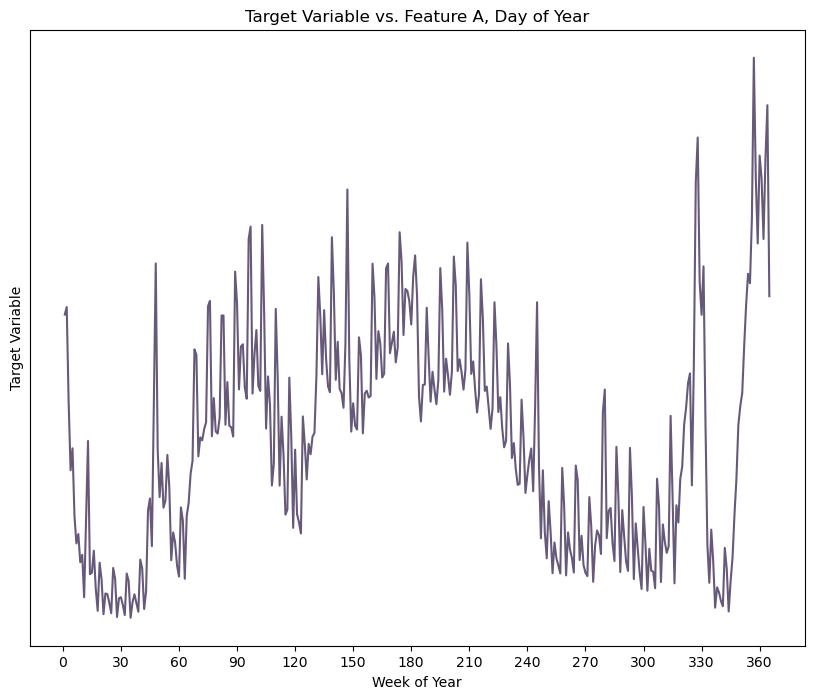 Target Variable vs. Feature A, Day of Year
Target Variable
0 30 60 90 120 150 180 210 240 270 300 330 360
Week of Year